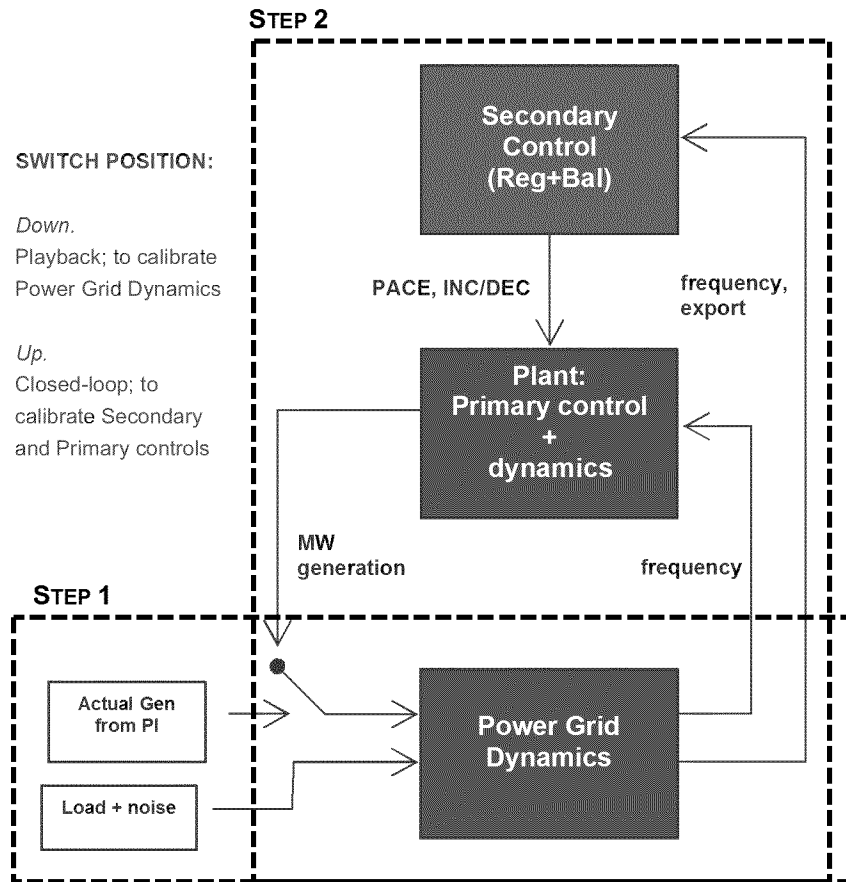 STEP 2
Secondary
Control
(Reg+Bal)
SWITCH POSITION:
Down.
Playback; to calibrate
Power Grid Dynamics
Up.
Closed-loop; to
calibrate Secondary
and Primary controls
PACE, INC/DEC
frequency,
export
Plant:
Primary control
+
dynamics
MW
generation
frequency
STEP 1
Actual Gen
from PI
Load + noise
Power Grid
Dynamics